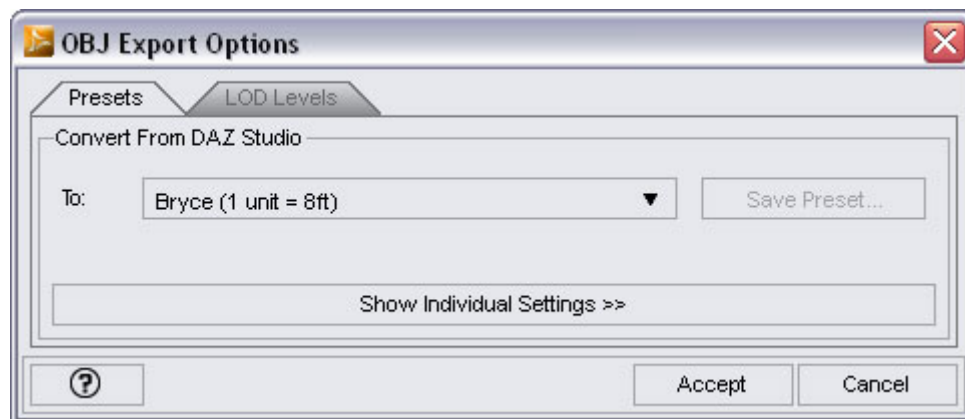 OBJ Export Options
Presets LOD Levels
Convert From DAZ Studio
To: Bryce (1 unit = 8ft) Save Preset...
Show Individual Settings >>
? Accept Cancel